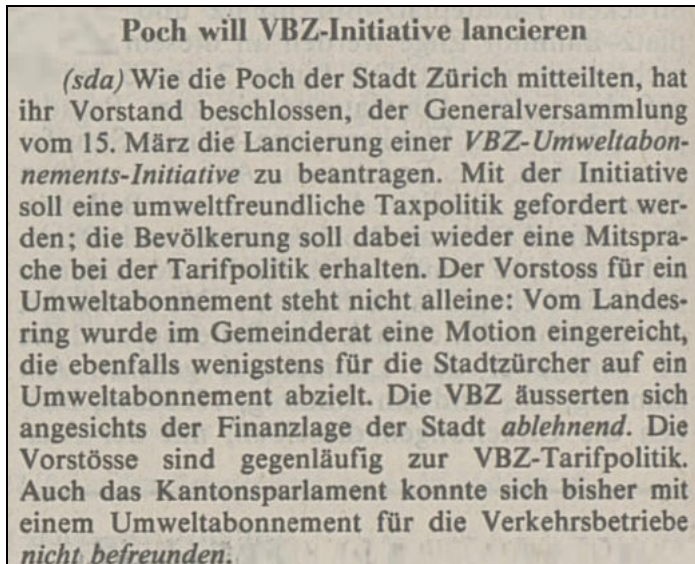 Poch will VBZ-Initiative lancieren
(sda) Wie die Poch der Stadt Zürich mitteilten, hat
ihr Vorstand beschlossen, der Generalversammlung
vom 15. März die Lancierung einer VBZ-Umweltabon-
nements-Initiative zu beantragen. Mit der Initiative
soll eine umweltfreundliche Taxpolitik gefordert wer-
den; die Bevölkerung soll dabei wieder eine Mitspra-
che bei der Tarifpolitik erhalten. Der Vorstoss für ein
Umweltabonnement steht nicht alleine: Vom Landes-
ring wurde im Gemeinderat eine Motion eingereicht,
die ebenfalls wenigstens für die Stadtzürcher auf ein
Umweltabonnement abzielt. Die VBZ äusserten sich
angesichts der Finanzlage der Stadt ablehnend. Die
Vorstösse sind gegenläufig zur VBZ-Tarifpolitik.
Auch das Kantonsparlament konnte sich bisher mit
einem Umweltabonnement für die Verkehrsbetriebe
nicht befreunden.